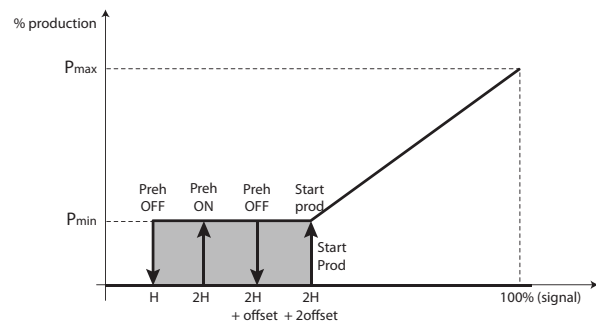 % production
Pmax
Preh OFF
Preh ON
Preh OFF
Start prod
Pmin
Start Prod
H
2H
2H + offset
2H + 2offset
100% (signal)